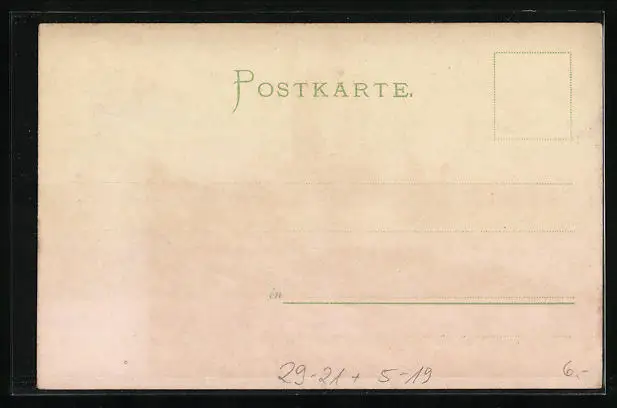 POSTKARTE.
in
29-21+ 5-19
6,-